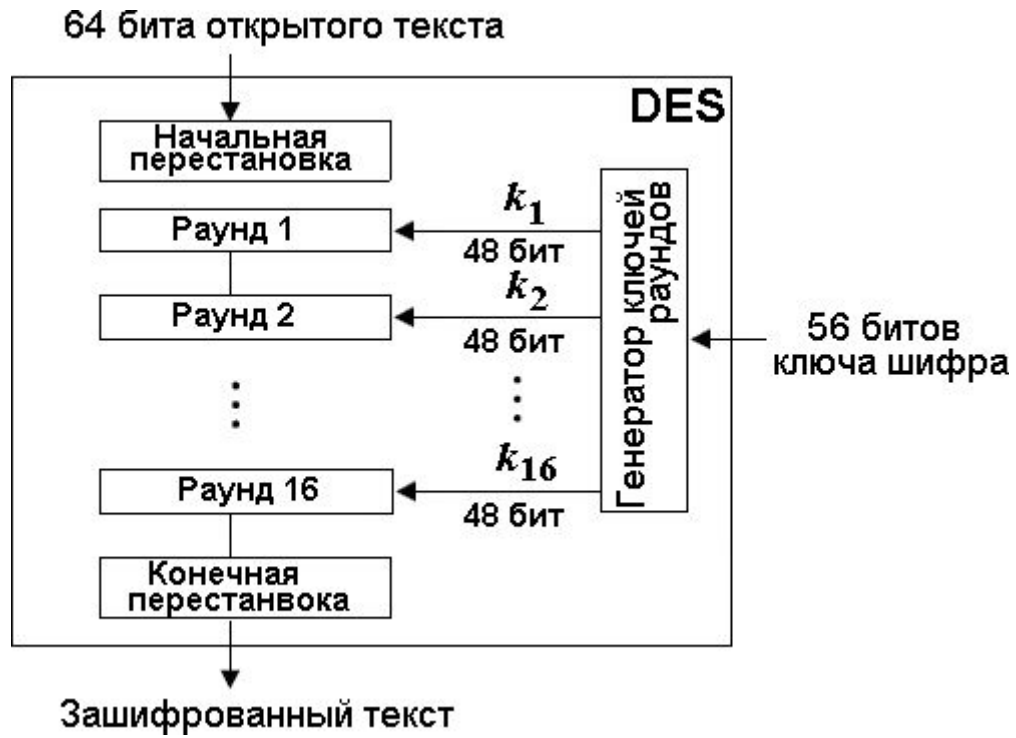 64 бита открытого текста
DES
Начальная
перестановка
Раунд 1
k1
48 бит
Раунд 2
k2
48 бит
Раунд 16
k16
48 бит
Конечная
перестанвока
Генератор ключей
раундов
56 битов
ключа шифра
Зашифрованный текст